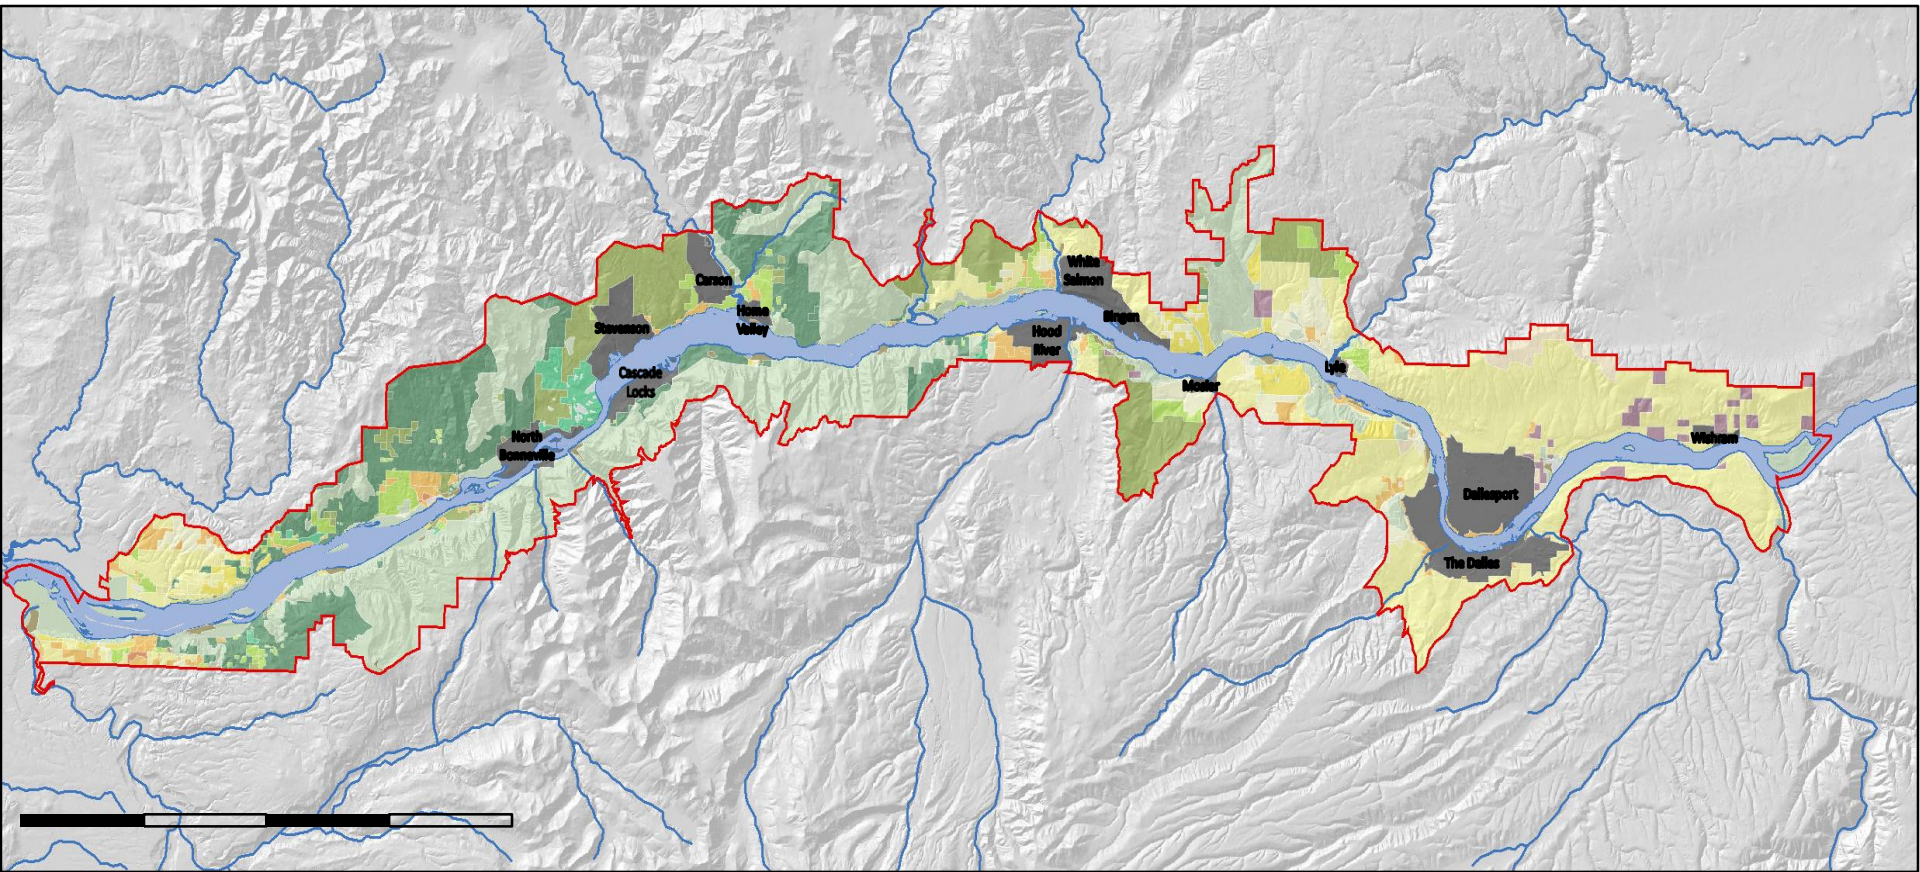 White
Salmon
Carson
Home
Valley
Bingen
Stevenson
Hood
River
Lyle
Cascade
Locks
Mosier
North
Bonneville
Wishram
Dallesport
The Dalles